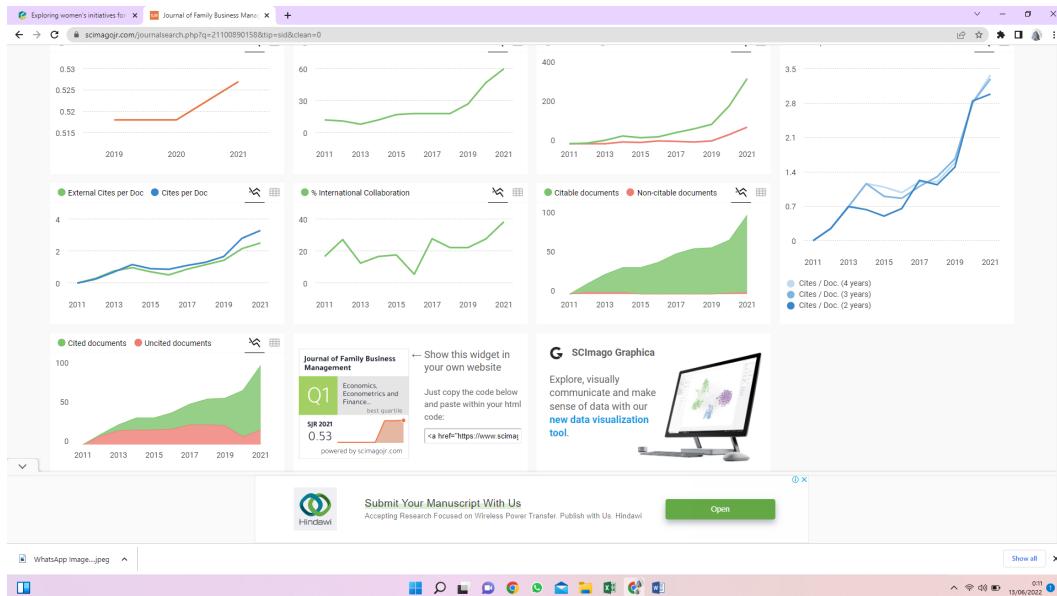 Exploring women's initiatives for
Journal of Family Business Mana
scimagojr.com/journalsearch.php?q=21100890158&tip=sid&clean=0
0.53
0.525
0.52
0.515
2019 2020 2021
60
30
0
2011 2013 2015 2017 2019 2021
400
200
0
2011 2013 2015 2017 2019 2021
3.5
2.8
2.1
1.4
0.7
0
2011 2013 2015 2017 2019 2021
Cites / Doc. (4 years)
Cites / Doc. (3 years)
Cites / Doc. (2 years)
External Cites per Doc Cites per Doc
4
2
0
2011 2013 2015 2017 2019 2021
% International Collaboration
40
20
0
2011 2013 2015 2017 2019 2021
Citable documents Non-citable documents
100
50
0
2011 2013 2015 2017 2019 2021
Cited documents Uncited documents
100
50
0
2011 2013 2015 2017 2019 2021
Journal of Family Business
Management
Q1
Economics,
Econometrics and
Finance...
best quartile
SJR 2021
0.53
powered by scimagojr.com
← Show this widget in
your own website
Just copy the code below
and paste within your html
code:
<a href="https://www.scimag
SCImago Graphica
Explore, visually
communicate and make
sense of data with our
new data visualization
tool.
Hindawi
Submit Your Manuscript With Us
Accepting Research Focused on Wireless Power Transfer. Publish with Us. Hindawi
Open
WhatsApp Image....jpeg
Show all
0:11
13/06/2022